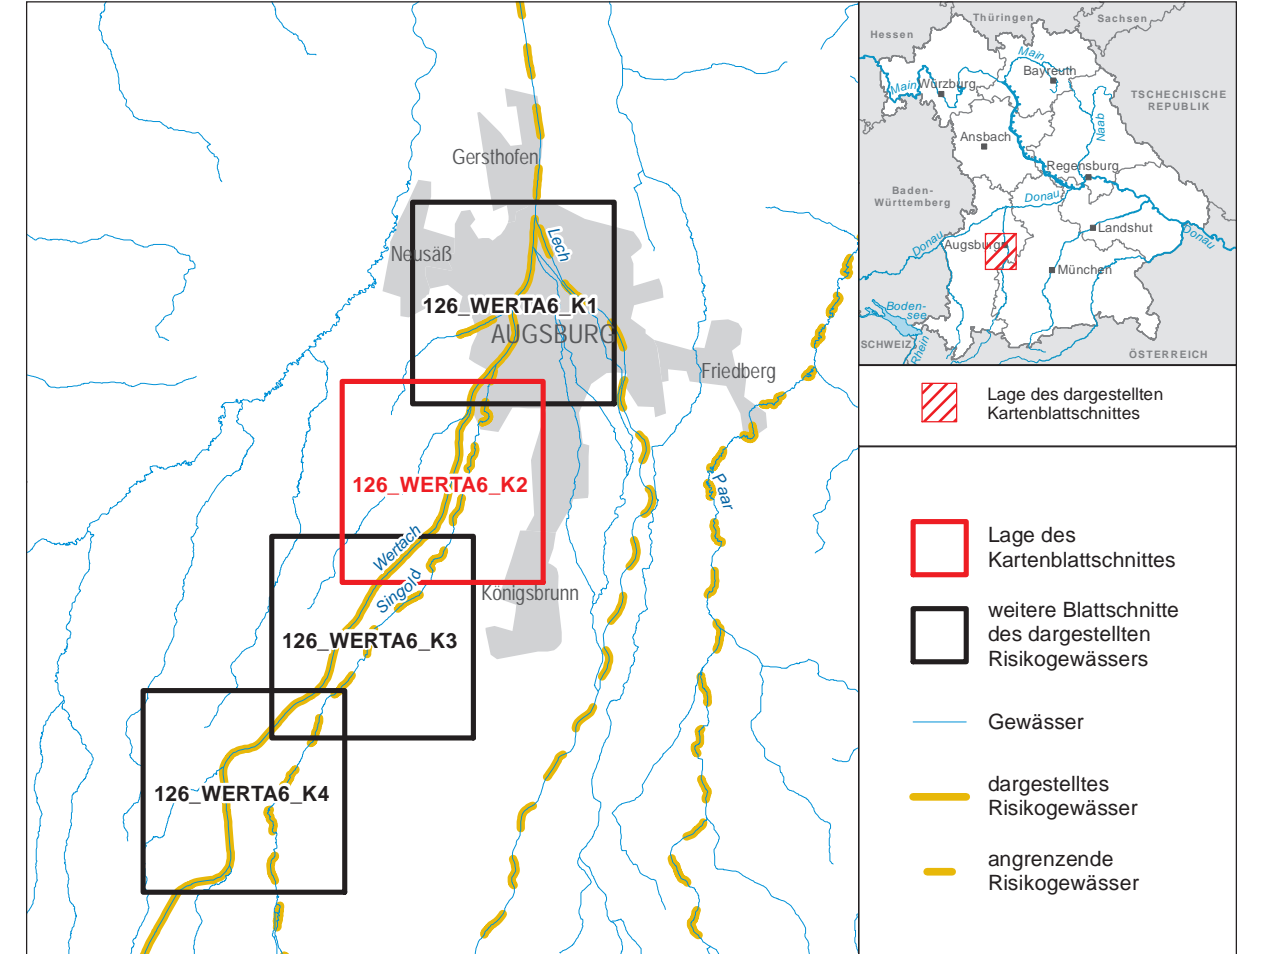 Gersthofen
Neusäß
Lech
126_WERTA6_K1
AUGSBURG
Friedberg
126_WERTA6_K2
Paar
Wertach
Singold
Königsbrunn
126_WERTA6_K3
126_WERTA6_K4
Thüringen
Sachsen
Hessen
Main
Bayreuth
Main
Würzburg
TSCHECHISCHE
REPUBLIK
Naab
Ansbach
Regensburg
Baden-
Württemberg
Donau
Landshut
Donau
Donau
Augsburg
München
Boden-
see
SCHWEIZ
Rhein
ÖSTERREICH
Lage des dargestellten
Kartenblattschnittes
Lage des
Kartenblattschnittes
weitere Blattschnitte
des dargestellten
Risikogewässers
Gewässer
dargestelltes
Risikogewässer
angrenzende
Risikogewässer